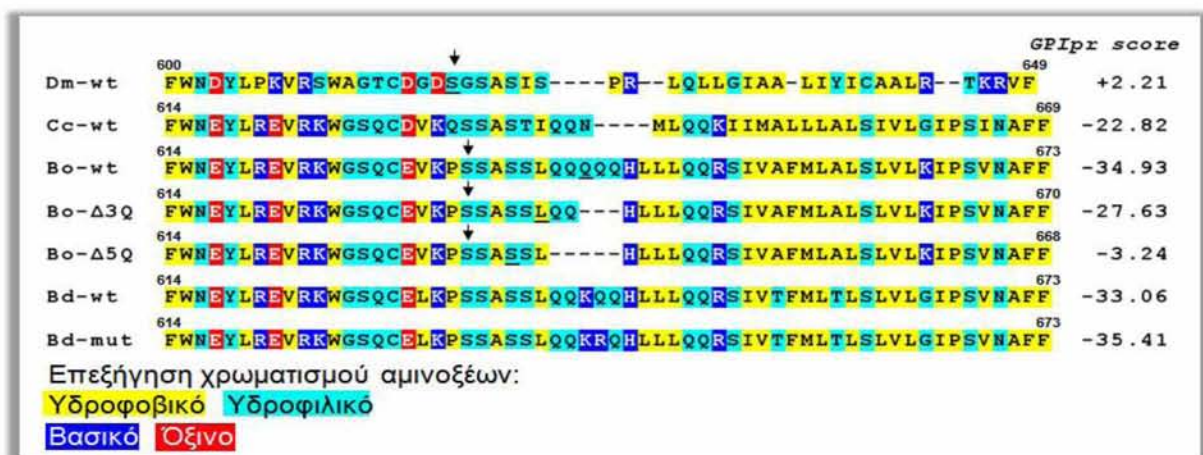 GPIpr score
600 649
Dm-wt FWNDYLPKVRSWAGTCDGDSGSASIS----PR--LQLLGIAA-LIYICAALR--TKRVF +2.21
614 669
Cc-wt FWNEYLREVRKWGSQCDVKQSSASTIQQN----MLQQKIIMALLLALSIVLGIPSINAFF -22.82
614 673
Bo-wt FWNEYLREVRKWGSQCEVKPSSASSLQQQQQHLLLQQRSIVAFMLALSLVLKIPSVNAFF -34.93
614 670
Bo-Δ3Q FWNEYLREVRKWGSQCEVKPSSASSLQQ---HLLLQQRSIVAFMLALSLVLKIPSVNAFF -27.63
614 668
Bo-Δ5Q FWNEYLREVRKWGSQCEVKPSSASSL-----HLLLQQRSIVAFMLALSLVLKIPSVNAFF -3.24
614 673
Bd-wt FWNEYLREVRKWGSQCELKPSSASSLQQKQQHLLLQQRSIVTFMLTLSLVLGIPSVNAFF -33.06
614 673
Bd-mut FWNEYLREVRKWGSQCELKPSSASSLQQKRQHLLLQQRSIVTFMLTLSLVLGIPSVNAFF -35.41
Επεξήγηση χρωματισμού αμινοξέων:
Υδροφοβικό Υδροφιλικό
Βασικό Όξινο